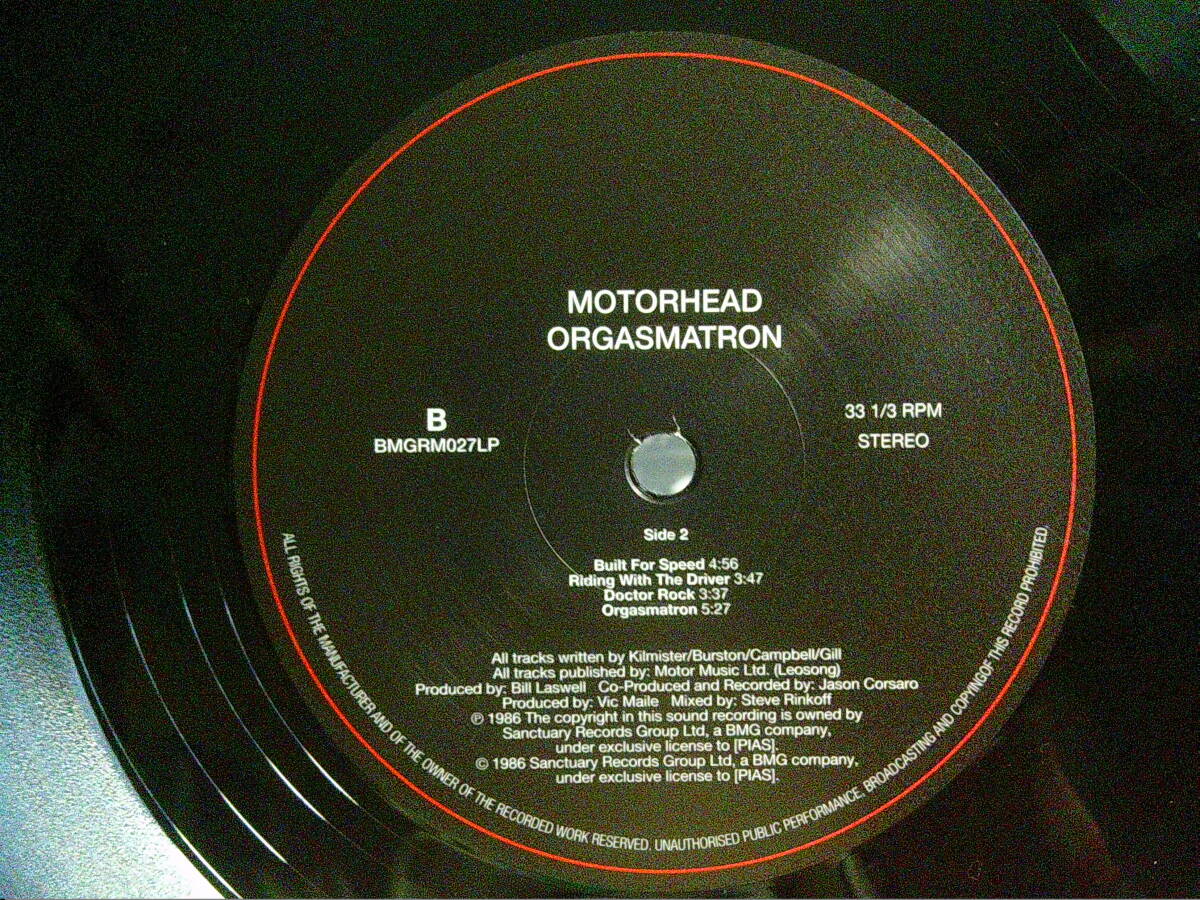 MOTORHEAD
ORGASMATRON
B
BMGRM027LP
33 1/3 RPM
STEREO
Side 2
Built For Speed 4:56
Riding With The Driver 3:47
Doctor Rock 3:37
Orgasmatron 5:27
All tracks written by Kilmister/Burston/Campbell/Gill
All tracks published by: Motor Music Ltd. (Leosong)
Produced by: Bill Laswell Co-Produced and Recorded by: Jason Corsaro
Produced by: Vic Maile Mixed by: Steve Rinkoff
℗ 1986 The copyright in this sound recording is owned by
Sanctuary Records Group Ltd, a BMG company,
under exclusive license to [PIAS].
© 1986 Sanctuary Records Group Ltd, a BMG company,
under exclusive license to [PIAS].
ALL RIGHTS OF THE MANUFACTURER AND OF THE OWNER OF THE RECORDED WORK RESERVED. UNAUTHORISED PUBLIC PERFORMANCE. BROADCASTING AND COPYING OF THIS RECORD PROHIBITED.